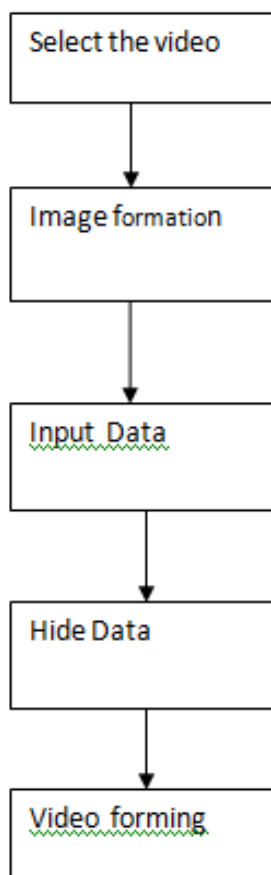 Select the video
Image formation
Input Data
Hide Data
Video forming